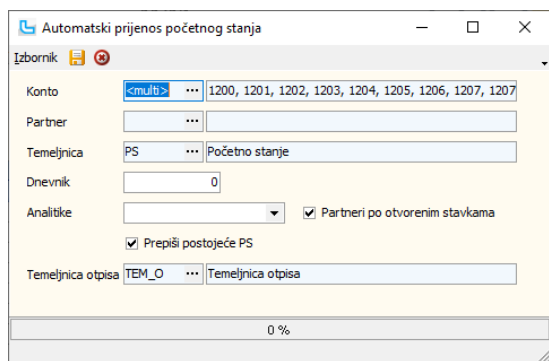 Automatski prijenos početnog stanja
Izbornik
Konto <multi> ... 1200, 1201, 1202, 1203, 1204, 1205, 1206, 1207, 1207
Partner ...
Temeljnica PS ... Početno stanje
Dnevnik 0
Analitike Partneri po otvorenim stavkama
Prepiši postojeće PS
Temeljnica otpisa TEM_O ... Temeljnica otpisa
0 %